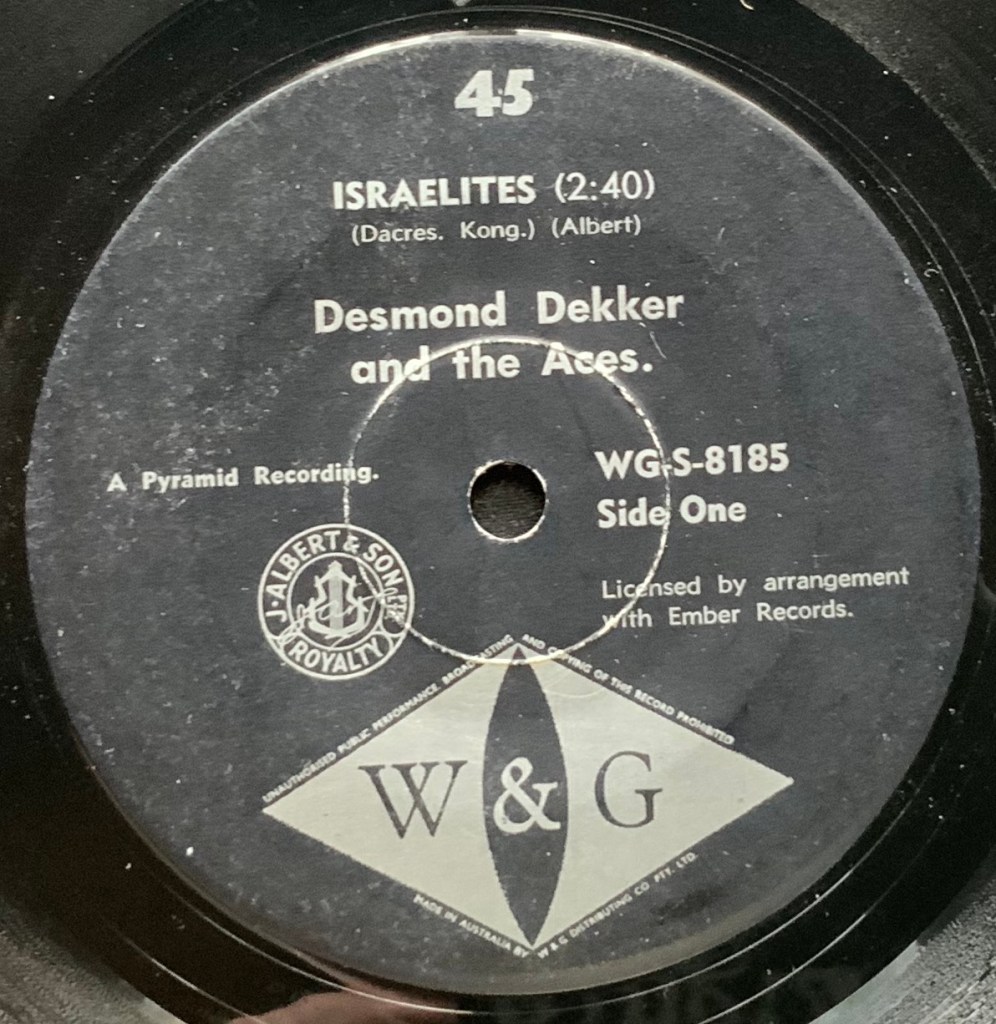 45
ISRAELITES (2:40)
(Dacres. Kong.) (Albert)
Desmond Dekker
and the Aces.
A Pyramid Recording.
WG-S-8185
Side One
Licensed by arrangement
with Ember Records.
J. ALBERT & SON PTY LTD
ROYALTY
UNAUTHORISED PUBLIC PERFORMANCE, BROADCASTING AND COPYING OF THIS RECORD PROHIBITED
W & G
MADE IN AUSTRALIA BY W & G DISTRIBUTING CO PTY. LTD.